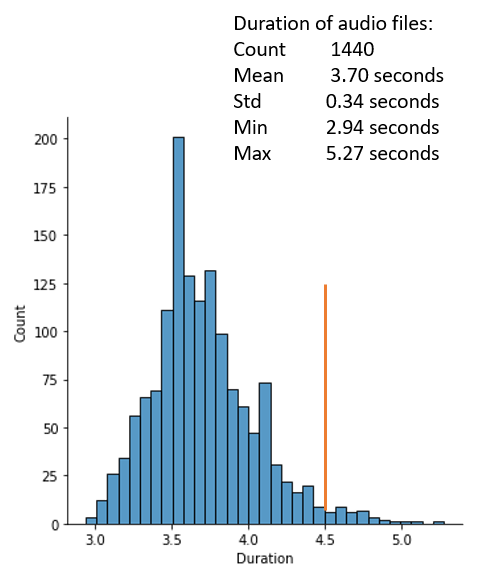 Duration of audio files:
Count 1440
Mean 3.70 seconds
Std 0.34 seconds
Min 2.94 seconds
Max 5.27 seconds
200
175
150
125
100
75
50
25
0
Count
3.0 3.5 4.0 4.5 5.0
Duration